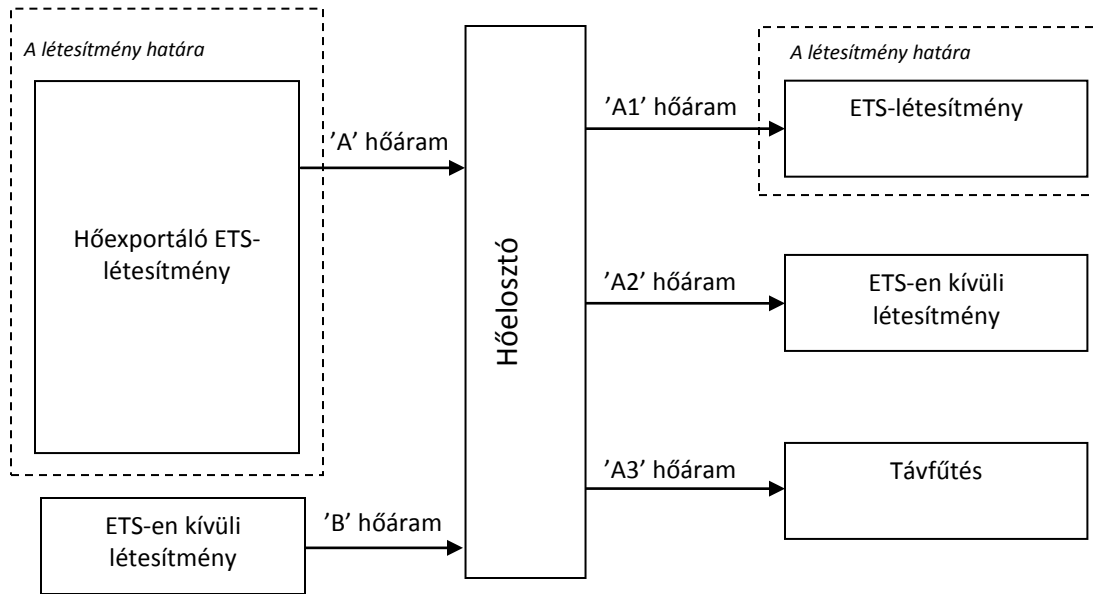 A létesítmény határa
Hőexportáló ETS-
létesítmény
'A' hőáram
ETS-en kívüli
létesítmény
'B' hőáram
Hőelosztó
'A1' hőáram
'A2' hőáram
'A3' hőáram
A létesítmény határa
ETS-létesítmény
ETS-en kívüli
létesítmény
Távfűtés